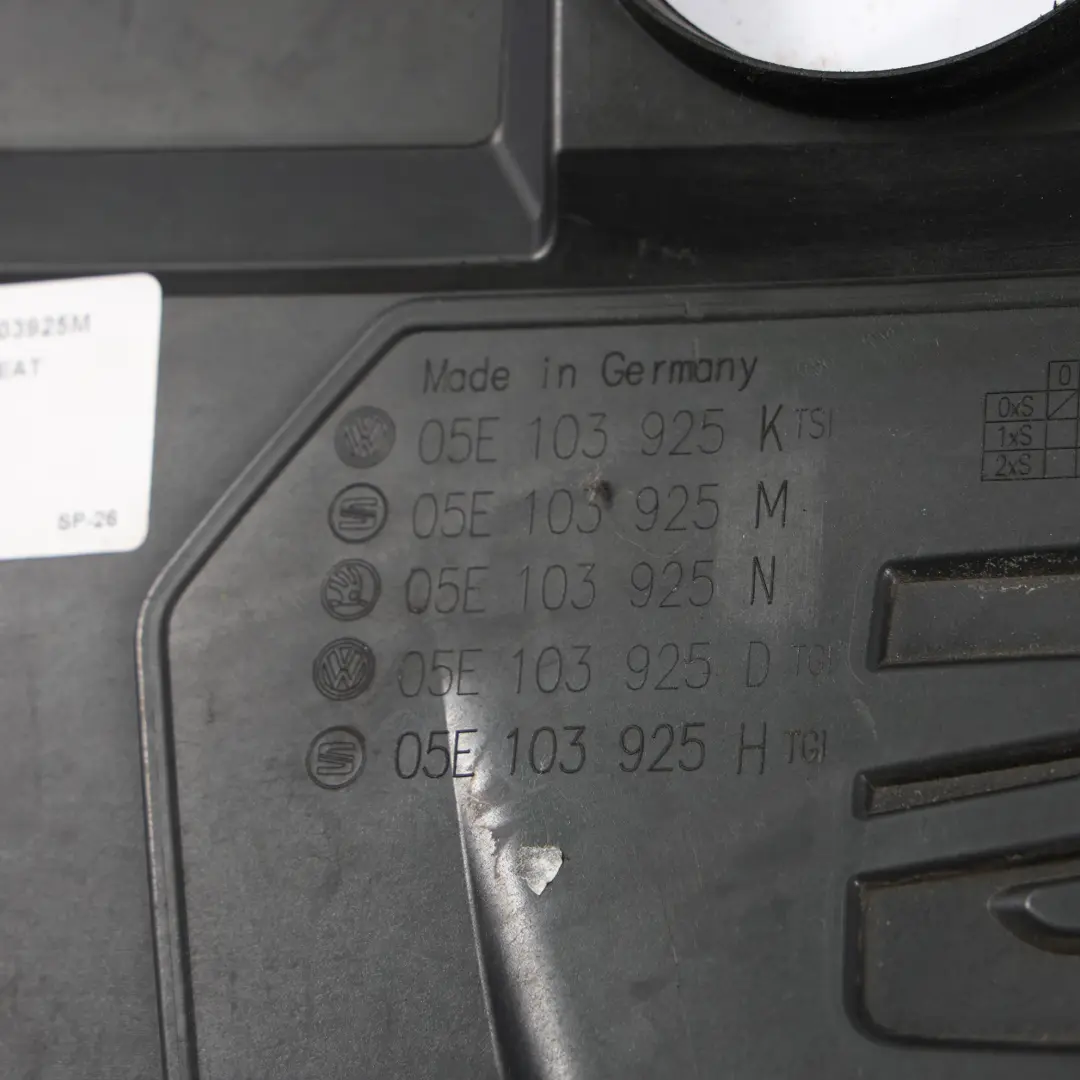 03925M
EAT
SP-26
Made in Germany
05E 103 925 K TSI
05E 103 925 M
05E 103 925 N
05E 103 925 D TGI
05E 103 925 H TGI
0
0xS
1xS
2xS